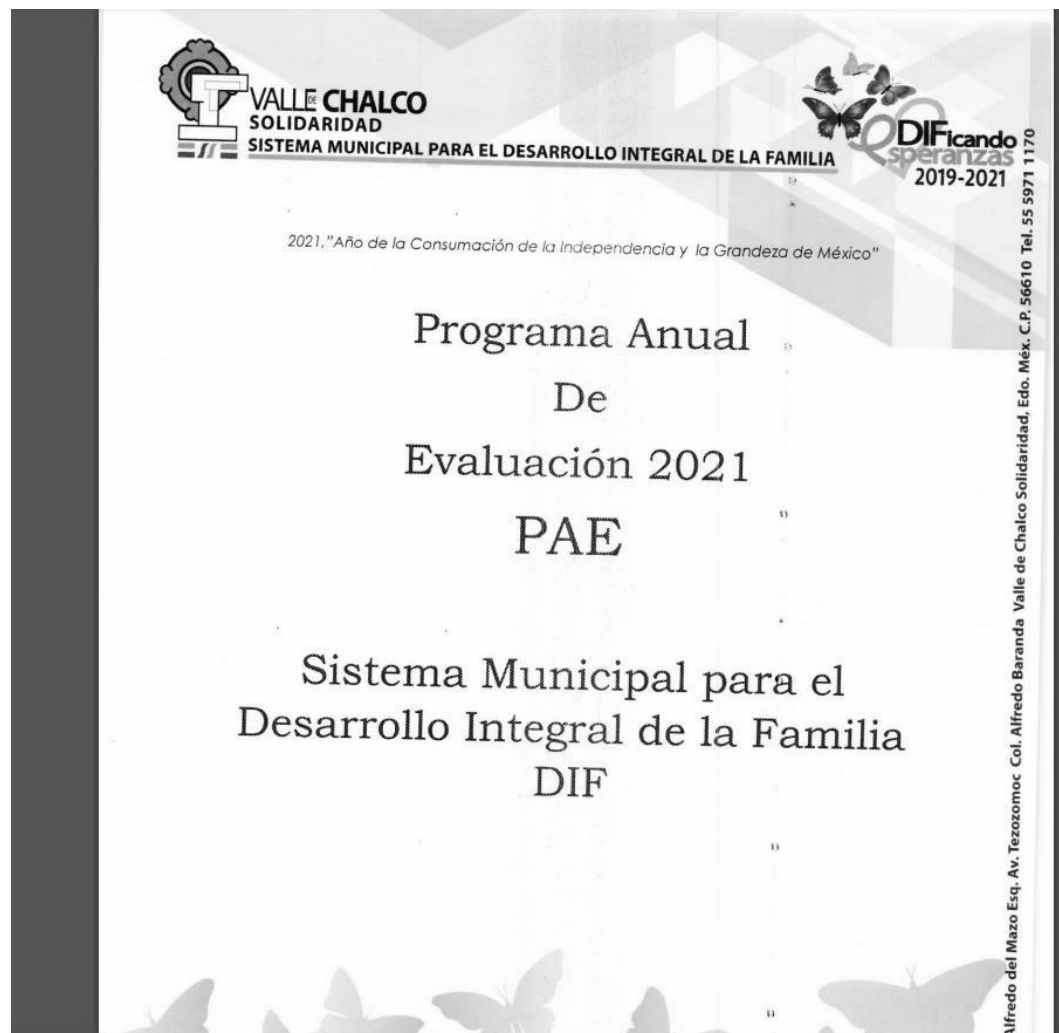 VALLE DE CHALCO
SOLIDARIDAD
SISTEMA MUNICIPAL PARA EL DESARROLLO INTEGRAL DE LA FAMILIA
DIFicando
esperanzas
2019-2021
2021,"Año de la Consumación de la Independencia y la Grandeza de México"
Programa Anual
De
Evaluación 2021
PAE
Sistema Municipal para el
Desarrollo Integral de la Familia
DIF
Alfredo del Mazo Esq. Av. Tezozomoc Col. Alfredo Baranda Valle de Chalco Solidaridad, Edo. Méx. C.P. 56610 Tel. 55 5971 1170